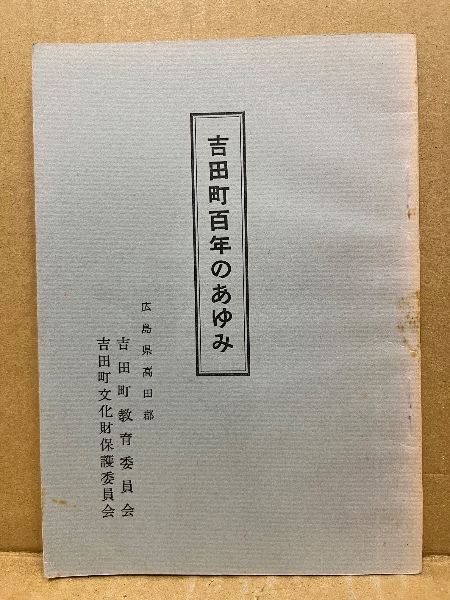 吉田町百年のあゆみ
広島県高田郡
吉田町教育委員会
吉田町文化財保護委員会